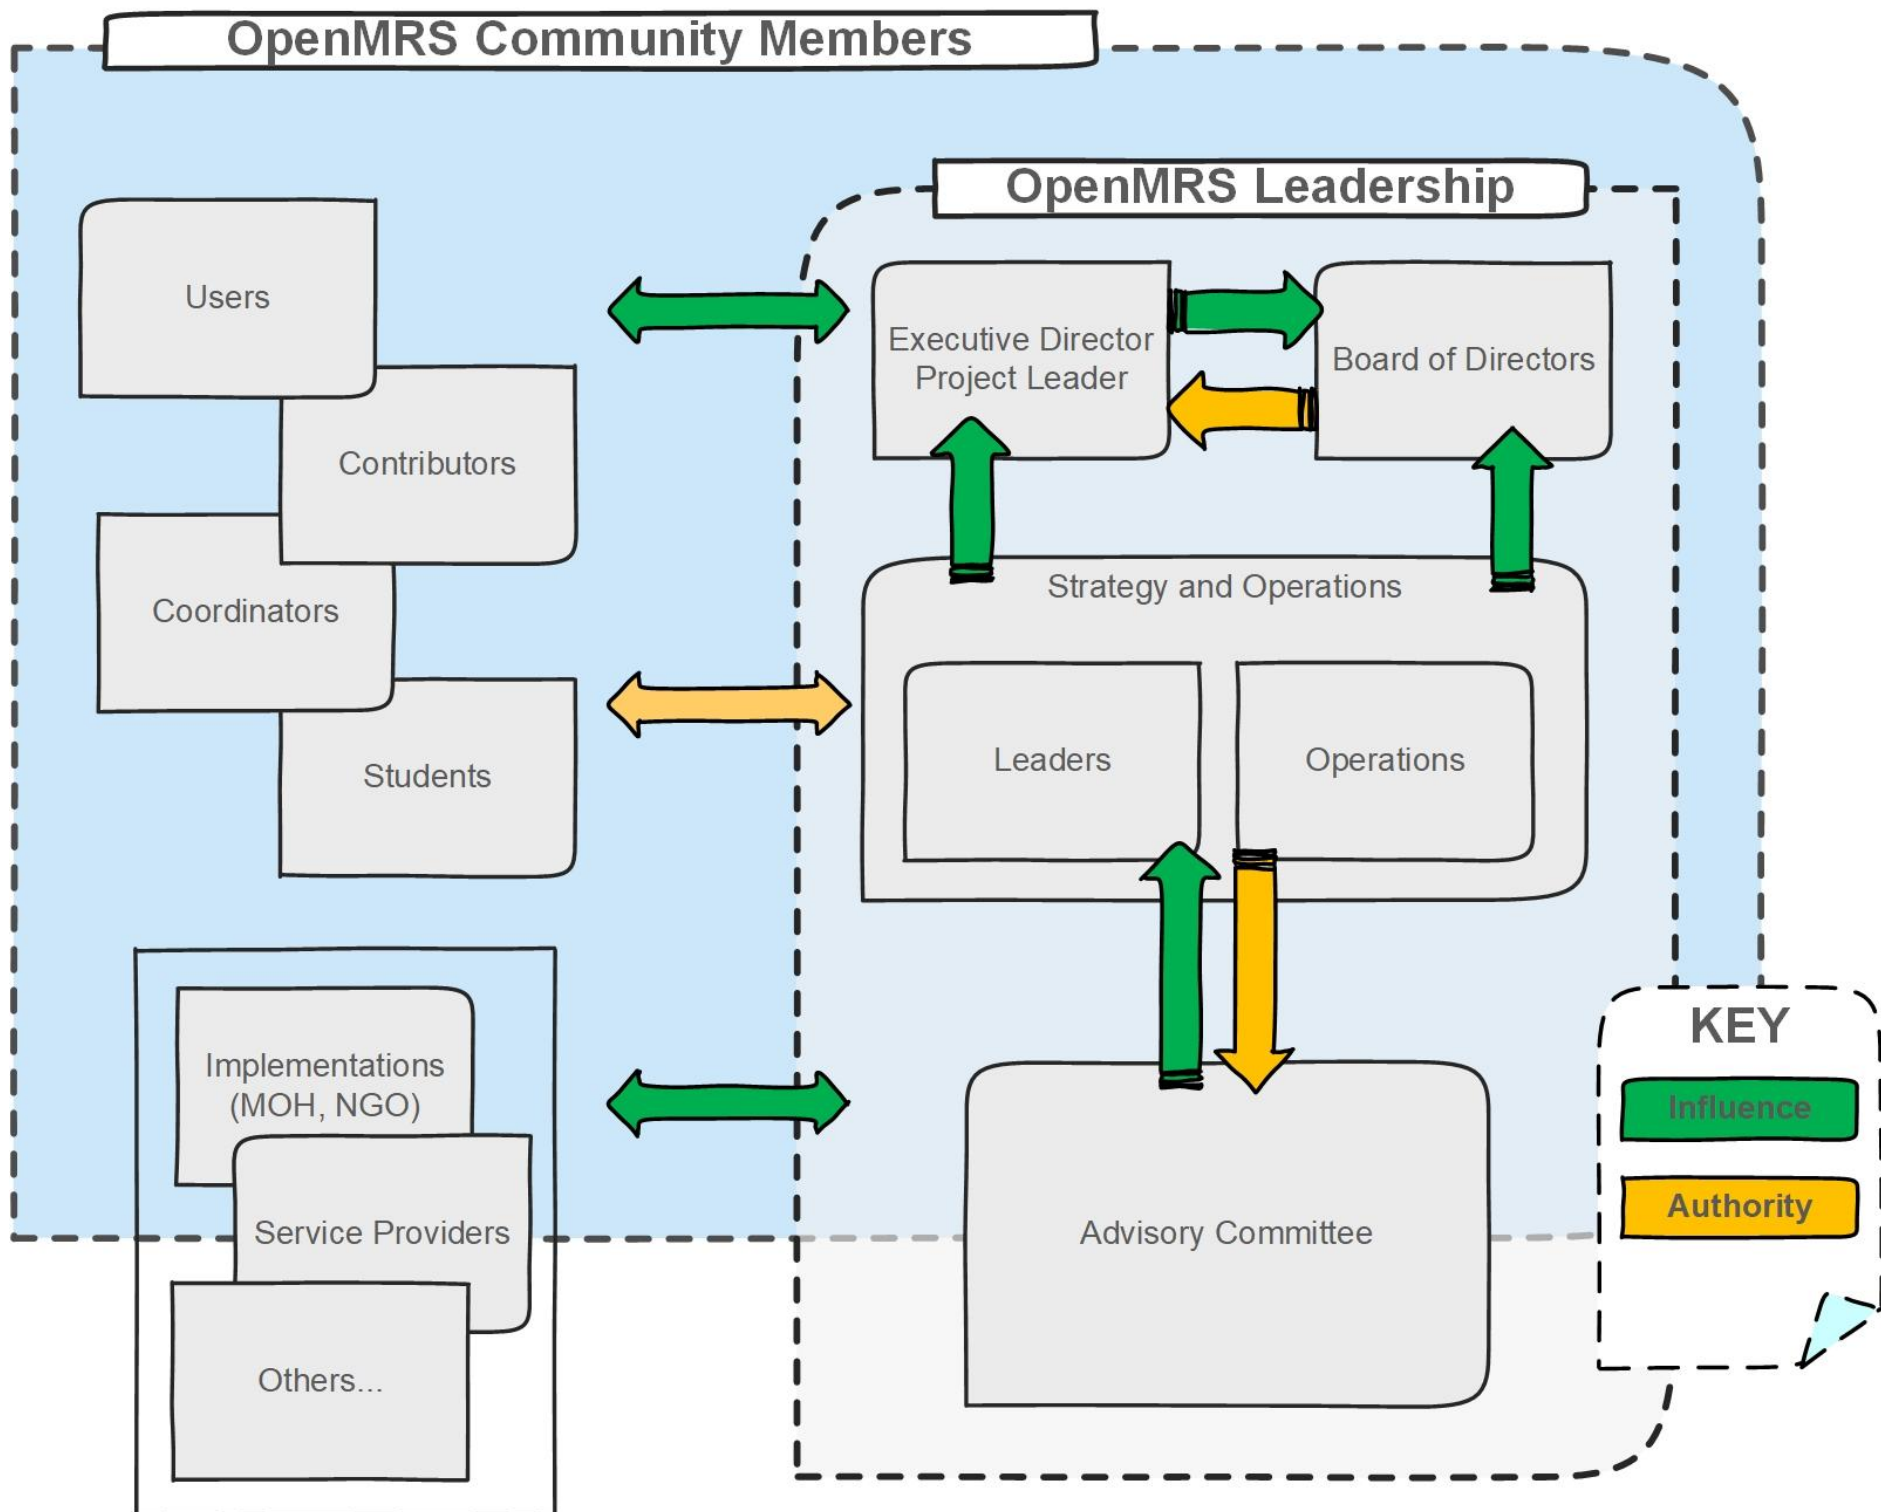 OpenMRS Community Members
OpenMRS Leadership
Users
Contributors
Coordinators
Students
Implementations
(MOH, NGO)
Service Providers
Others...
Executive Director
Project Leader
Board of Directors
Strategy and Operations
Leaders
Operations
Advisory Committee
KEY
Influence
Authority